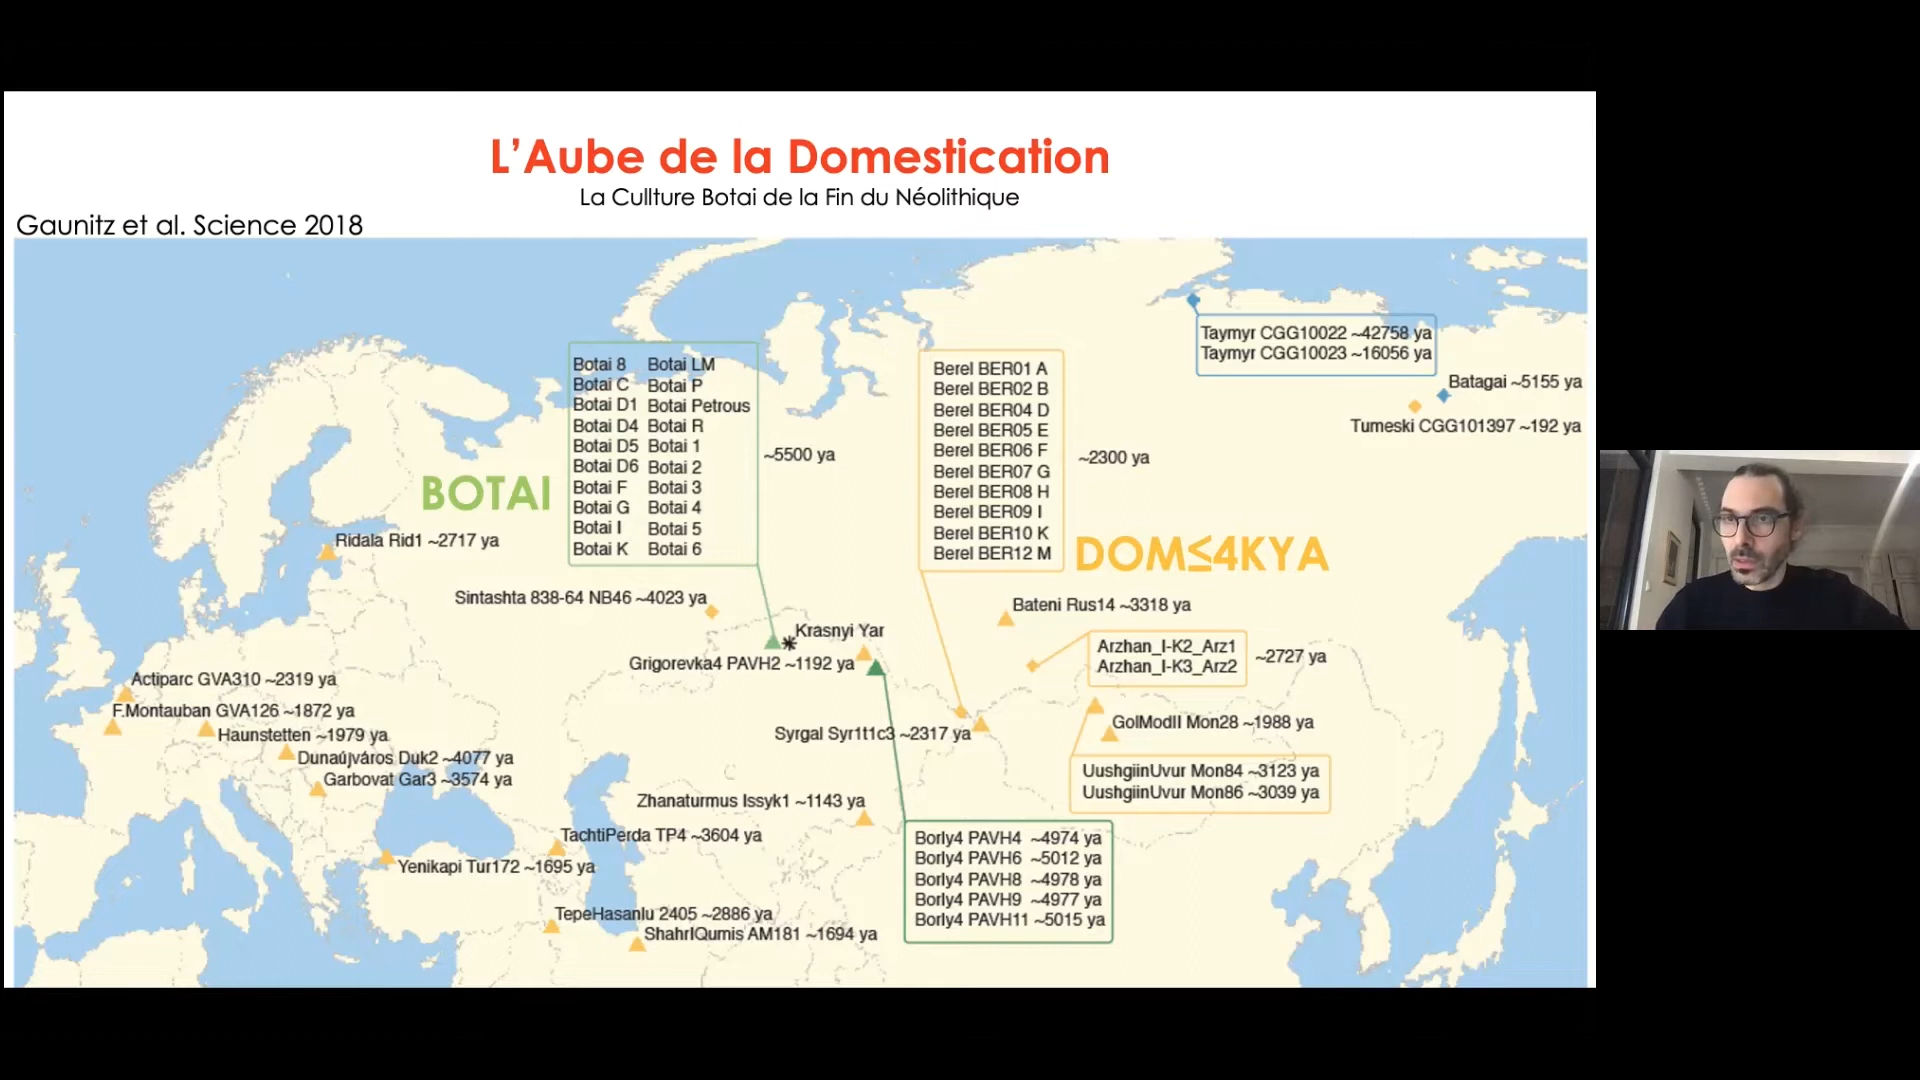 L’Aube de la Domestication
La Cullture Botai de la Fin du Néolithique
Gaunitz et al. Science 2018
Taymyr CGG10022 ~42758 ya
Taymyr CGG10023 ~16056 ya
Batagai ~5155 ya
Tumeski CGG101397 ~192 ya
BOTAI
Botai 8 Botai LM
Botai C Botai P
Botai D1 Botai Petrous
Botai D4 Botai R
Botai D5 Botai 1
Botai D6 Botai 2
Botai F Botai 3
Botai G Botai 4
Botai I Botai 5
Botai K Botai 6
~5500 ya
Berel BER01 A
Berel BER02 B
Berel BER04 D
Berel BER05 E
Berel BER06 F
Berel BER07 G
Berel BER08 H
Berel BER09 I
Berel BER10 K
Berel BER12 M
~2300 ya
DOM≤4KYA
Ridala Rid1 ~2717 ya
Sintashta 838-64 NB46 ~4023 ya
Bateni Rus14 ~3318 ya
Krasnyi Yar
Grigorevka4 PAVH2 ~1192 ya
Arzhan_I-K2_Arz1
Arzhan_I-K3_Arz2
~2727 ya
Actiparc GVA310 ~2319 ya
F.Montauban GVA126 ~1872 ya
Haunstetten ~1979 ya
Dunaújváros Duk2 ~4077 ya
Garbovat Gar3 ~3574 ya
Syrgal Syr1t1c3 ~2317 ya
GolModII Mon28 ~1988 ya
UushgiinUvur Mon84 ~3123 ya
UushgiinUvur Mon86 ~3039 ya
Zhanaturmus Issyk1 ~1143 ya
TachtiPerda TP4 ~3604 ya
Yenikapi Tur172 ~1695 ya
Borly4 PAVH4 ~4974 ya
Borly4 PAVH6 ~5012 ya
Borly4 PAVH8 ~4978 ya
Borly4 PAVH9 ~4977 ya
Borly4 PAVH11 ~5015 ya
TepeHasanlu 2405 ~2886 ya
ShahrIQumis AM181 ~1694 ya